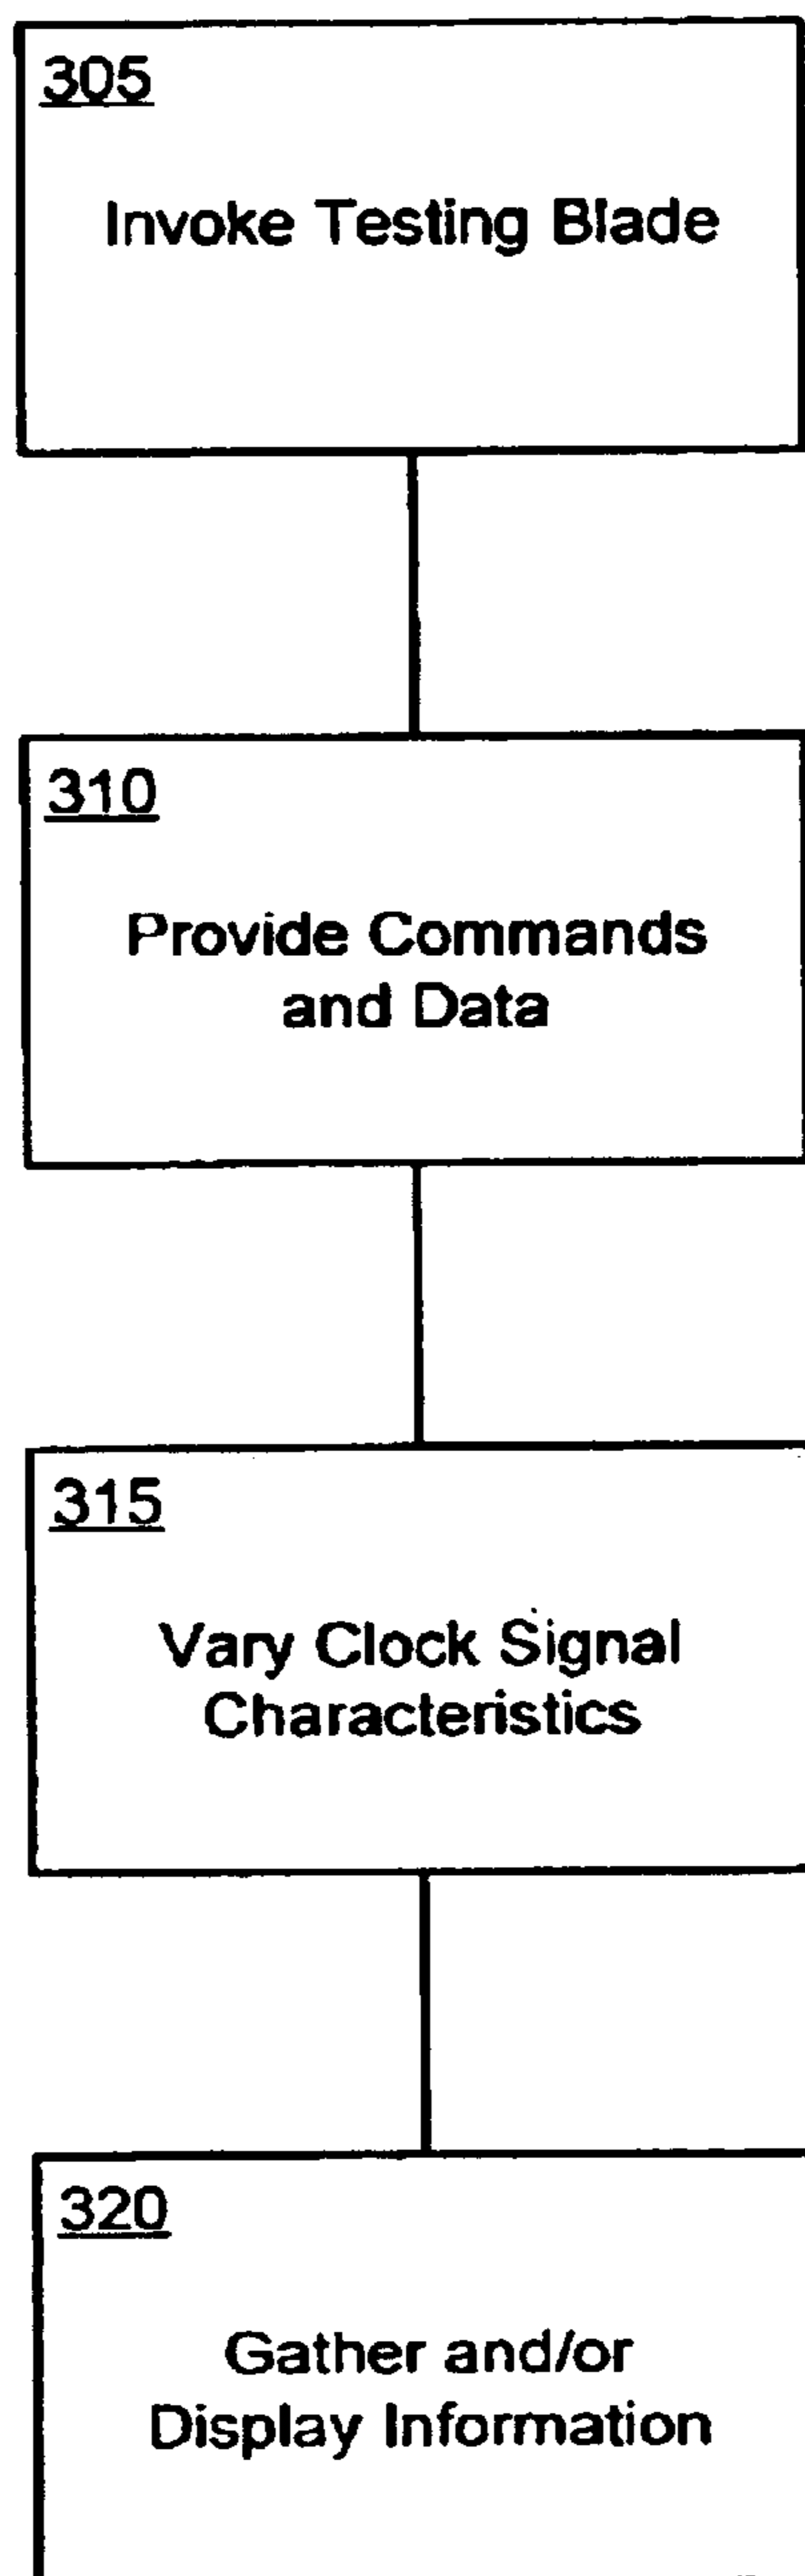 305
Invoke Testing Blade
310
Provide Commands
and Data
315
Vary Clock Signal
Characteristics
320
Gather and/or
Display Information